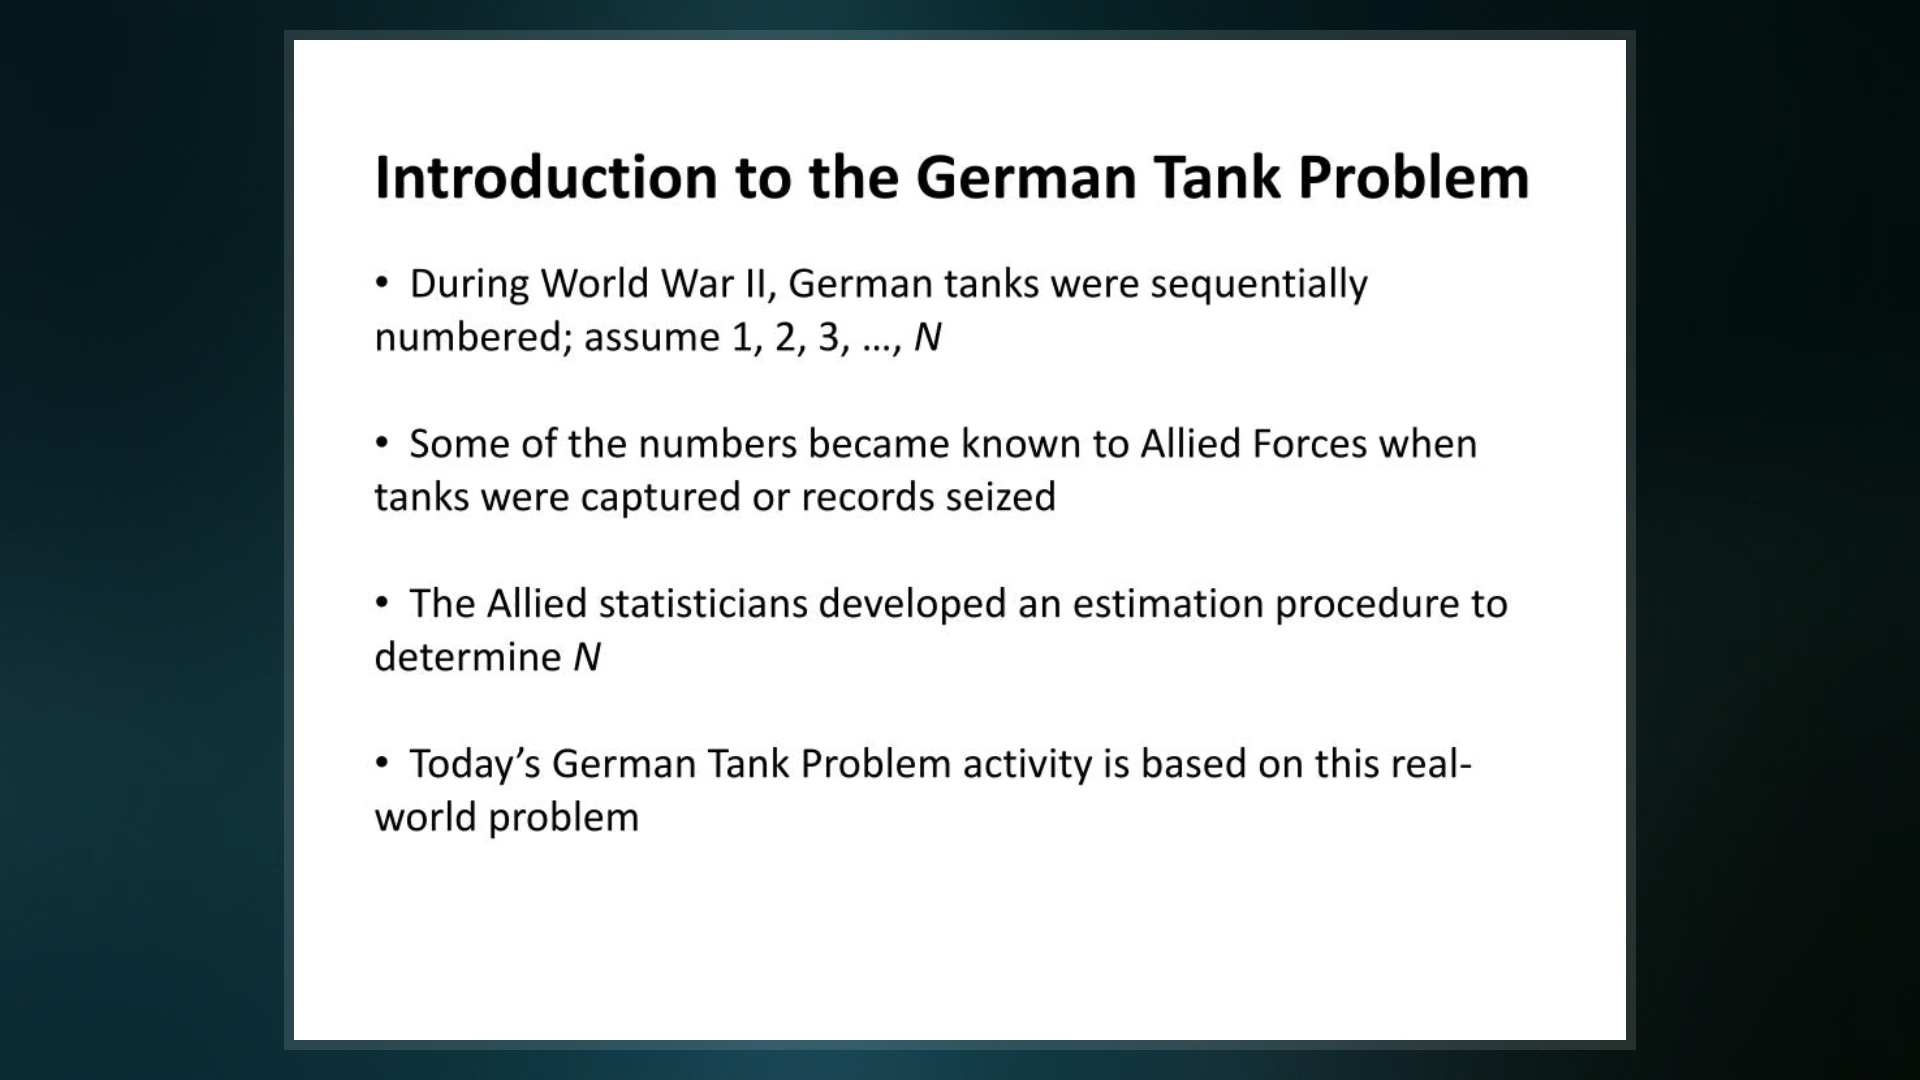 Introduction to the German Tank Problem
• During World War II, German tanks were sequentially
numbered; assume 1, 2, 3, …, N
• Some of the numbers became known to Allied Forces when
tanks were captured or records seized
• The Allied statisticians developed an estimation procedure to
determine N
• Today’s German Tank Problem activity is based on this real-
world problem